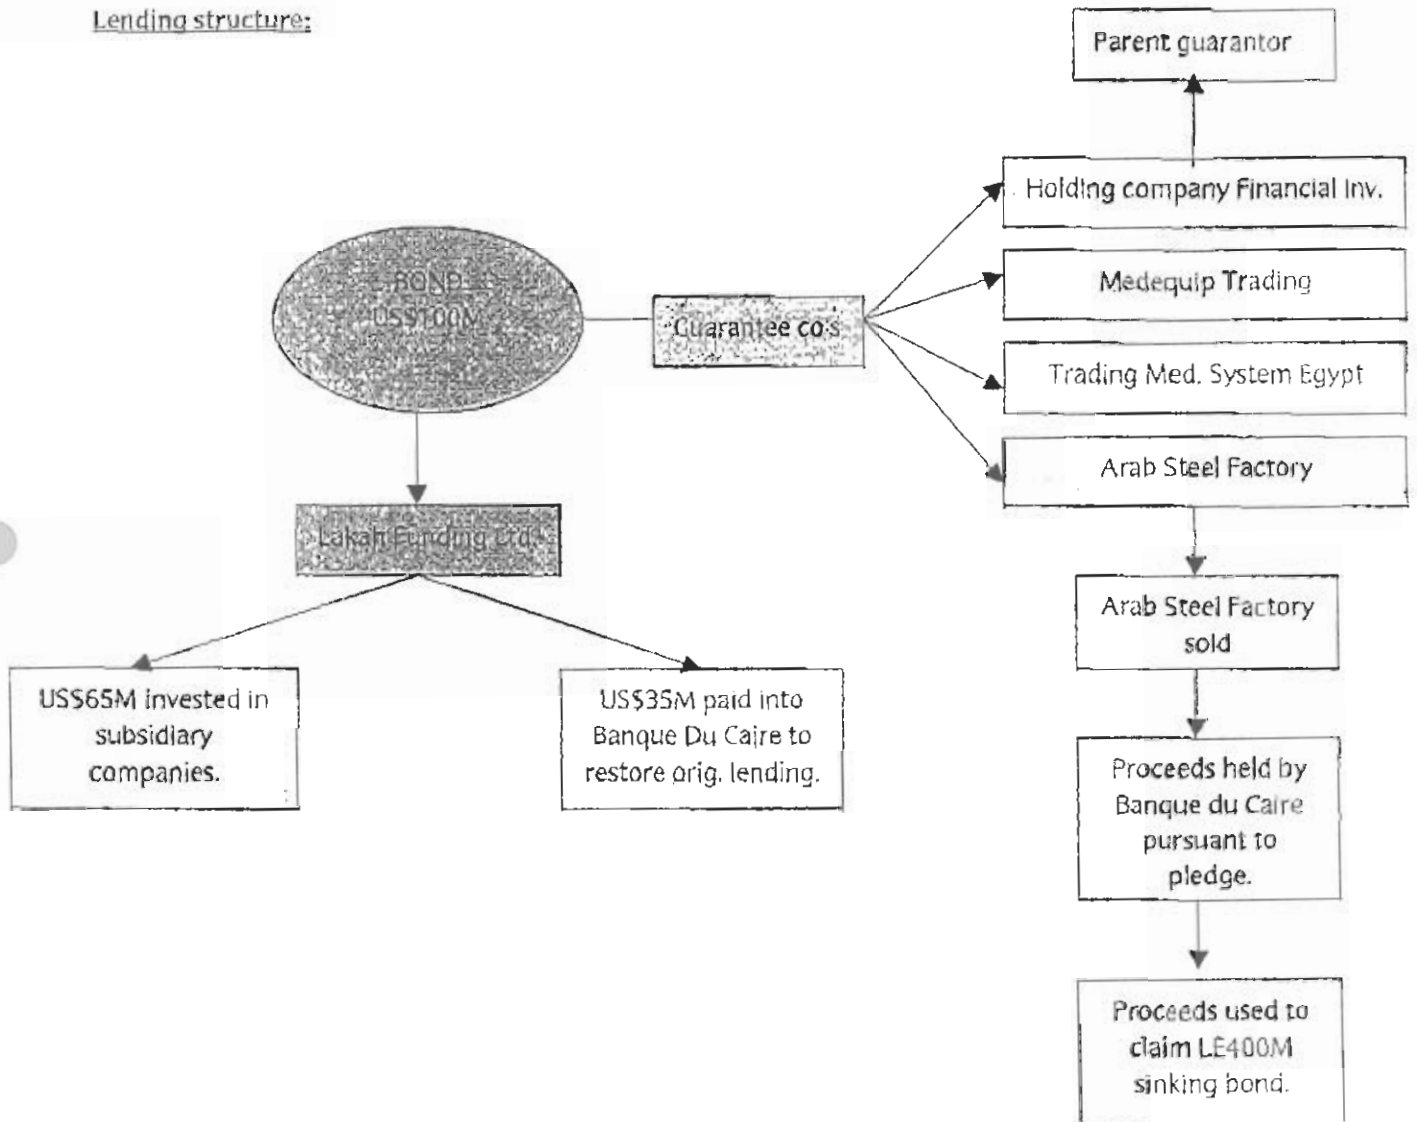 Lending structure:
Parent guarantor
Holding company Financial Inv.
BOND
US$100M
Guarantee co's
Medequip Trading
Trading Med. System Egypt
Arab Steel Factory
Lakah Funding Ltd.
Arab Steel Factory
sold
US$65M invested in
subsidiary
companies.
US$35M paid into
Banque Du Caire to
restore orig. lending.
Proceeds held by
Banque du Caire
pursuant to
pledge.
Proceeds used to
claim LE400M
sinking bond.